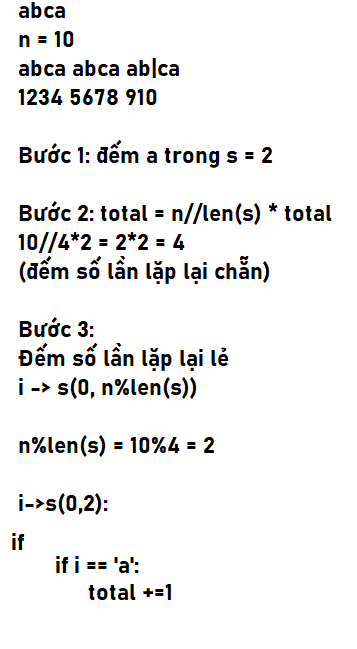 abca
n = 10
abca abca ab|ca
1234 5678 910
Bước 1: đếm a trong s = 2
Bước 2: total = n//len(s) * total
10//4*2 = 2*2 = 4
(đếm số lần lặp lại chẵn)
Bước 3:
Đếm số lần lặp lại lẻ
i -> s(0, n%len(s))
n%len(s) = 10%4 = 2
i->s(0,2):
if
if i == 'a':
total +=1